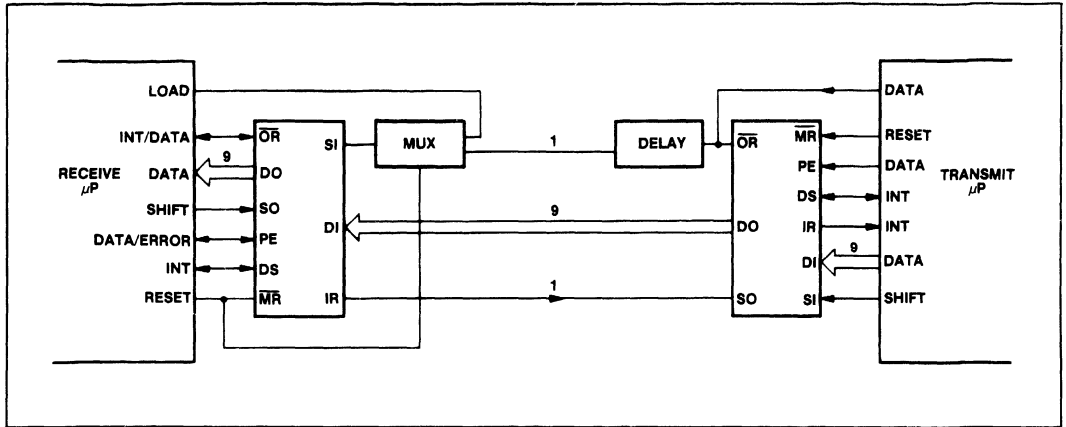 LOAD
DATA
INT/DATA
OR
SI
MUX
1
DELAY
OR
MR
RESET
9
RECEIVE
μP
DATA
DO
PE
DATA
TRANSMIT
μP
SHIFT
SO
DI
9
DO
DS
INT
IR
INT
DATA/ERROR
PE
9
DI
DATA
INT
DS
RESET
MR
IR
1
SO
SI
SHIFT